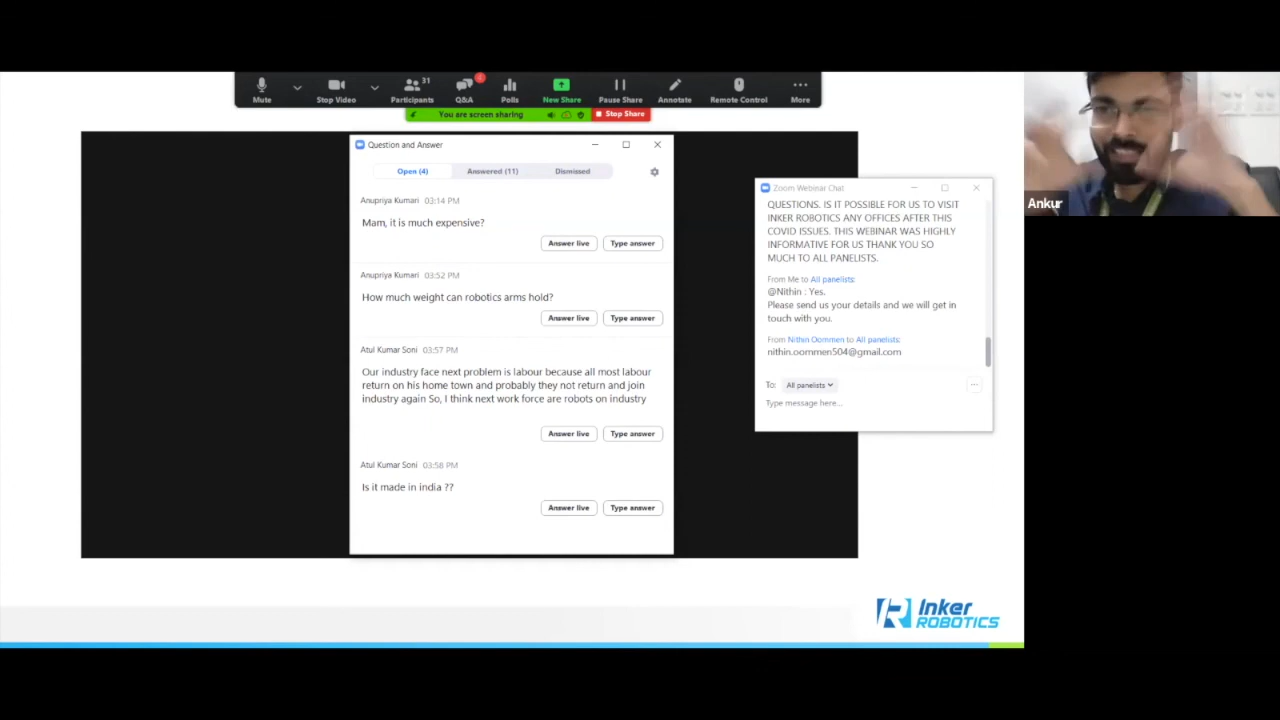 31
Mute
Stop Video
Participants
Q&A
Polls
New Share
Pause Share
Annotate
Remote Control
More
You are screen sharing
Stop Share
Question and Answer
Open (4)
Answered (11)
Dismissed
Anupriya Kumari 03:14 PM
Mam, it is much expensive?
Answer live
Type answer
Anupriya Kumari 03:52 PM
How much weight can robotics arms hold?
Answer live
Type answer
Atul Kumar Soni 03:57 PM
Our industry face next problem is labour because all most labour
return on his home town and probably they not return and join
industry again So, I think next work force are robots on industry
Answer live
Type answer
Atul Kumar Soni 03:58 PM
Is it made in india ??
Answer live
Type answer
Zoom Webinar Chat
QUESTIONS. IS IT POSSIBLE FOR US TO VISIT
INKER ROBOTICS ANY OFFICES AFTER THIS
COVID ISSUES. THIS WEBINAR WAS HIGHLY
INFORMATIVE FOR US THANK YOU SO
MUCH TO ALL PANELISTS.
From Me to All panelists:
@Nithin : Yes.
Please send us your details and we will get in
touch with you.
From Nithin Oommen to All panelists:
nithin.oommen504@gmail.com
To: All panelists
Type message here...
Ankur
Inker
ROBOTICS